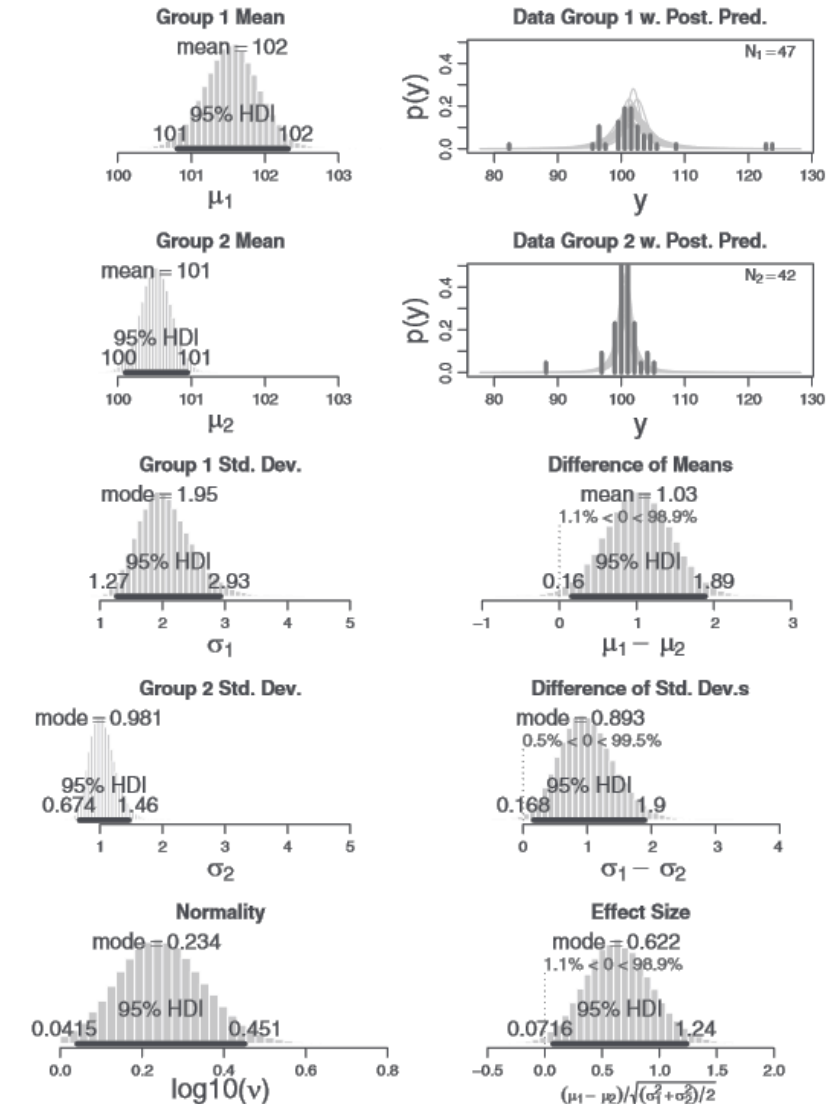 Group 1 Mean
mean = 102
95% HDI
101 102
100 101 102 103
μ1
Data Group 1 w. Post. Pred.
N1 = 47
p(y)
0.0 0.2 0.4
80 90 100 110 120 130
y
Group 2 Mean
mean = 101
95% HDI
100 101
100 101 102 103
μ2
Data Group 2 w. Post. Pred.
N2 = 42
p(y)
0.0 0.2 0.4
80 90 100 110 120 130
y
Group 1 Std. Dev.
mode = 1.95
95% HDI
1.27 2.93
1 2 3 4 5
σ1
Difference of Means
mean = 1.03
1.1% < 0 < 98.9%
95% HDI
0.16 1.89
−1 0 1 2 3
μ1 − μ2
Group 2 Std. Dev.
mode = 0.981
95% HDI
0.674 1.46
1 2 3 4 5
σ2
Difference of Std. Dev.s
mode = 0.893
0.5% < 0 < 99.5%
95% HDI
0.168 1.9
0 1 2 3 4
σ1 − σ2
Normality
mode = 0.234
95% HDI
0.0415 0.451
0.0 0.2 0.4 0.6 0.8
log10(ν)
Effect Size
mode = 0.622
1.1% < 0 < 98.9%
95% HDI
0.0716 1.24
−0.5 0.0 0.5 1.0 1.5 2.0
(μ1 − μ2)/√(σ1² + σ2²)/2